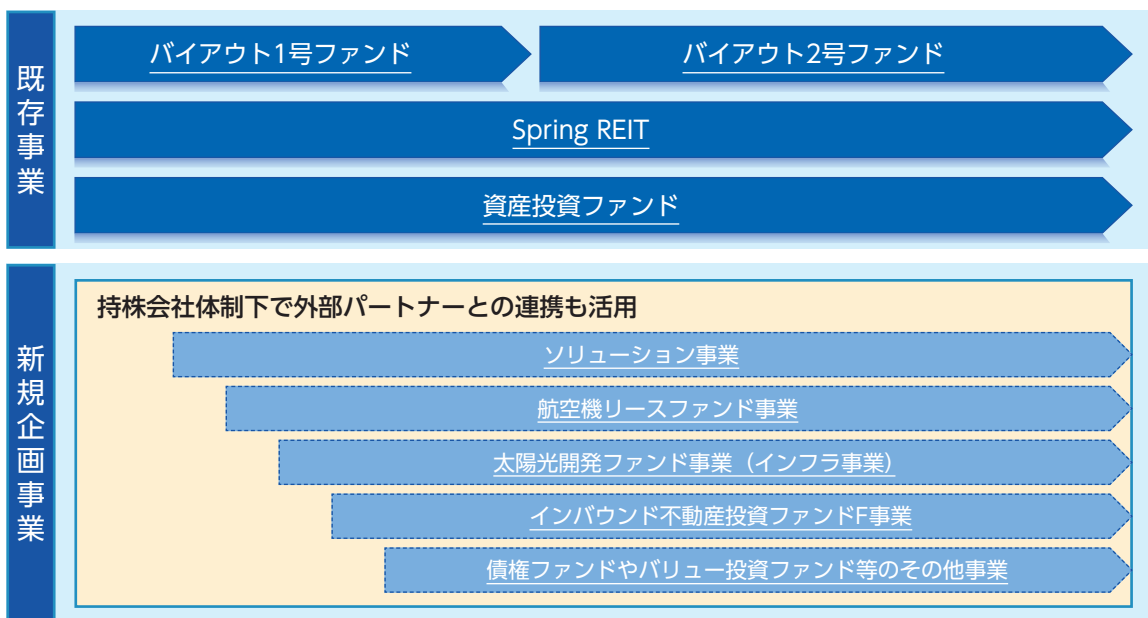 既存事業
バイアウト1号ファンド
バイアウト2号ファンド
Spring REIT
資産投資ファンド
新規企画事業
持株会社体制下で外部パートナーとの連携も活用
ソリューション事業
航空機リースファンド事業
太陽光開発ファンド事業（インフラ事業）
インバウンド不動産投資ファンドF事業
債権ファンドやバリュー投資ファンド等のその他事業